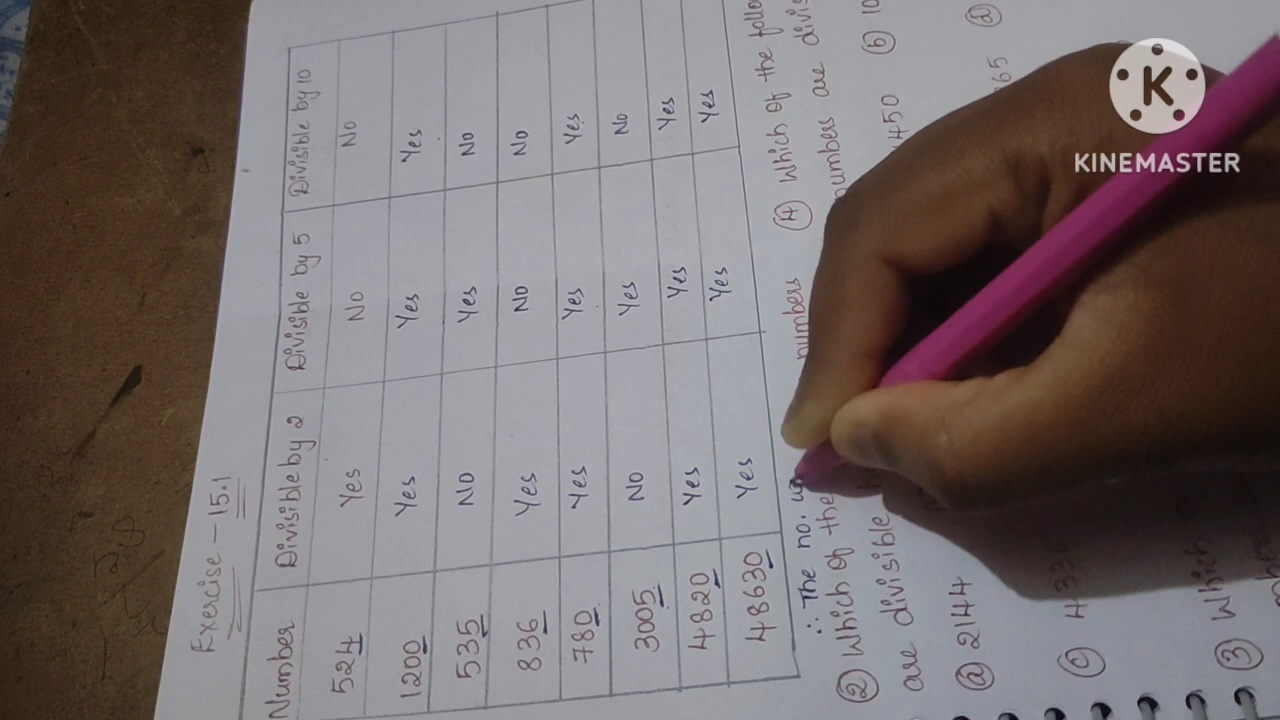 Exercise - 15.1
Number Divisible by 2 Divisible by 5 Divisible by 10
524 Yes No No
1200 Yes Yes Yes
535 No Yes No
836 Yes No No
780 Yes Yes Yes
3005 No Yes No
4820 Yes Yes Yes
48630 Yes Yes Yes
∴ The no.
② Which of the numbers
are divisible
ⓐ 2144
ⓒ 4336
③ Which
④ Which of the follo
numbers are divis
450 ⓑ 10
65 ⓓ
K
KINEMASTER